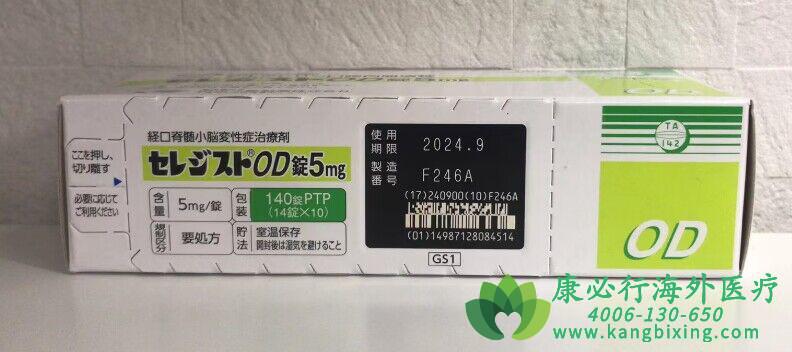 5mg
OD
経口脊髄小脳変性症治療剤
セレジスト®OD錠5mg
ここを押し、
切り離す
必要に応じて
ご利用ください
含量
5mg/錠
包装
140錠PTP
(14錠×10)
規制区分
要処方
貯法
室温保存
開封後は湿気を避けること
使用
期限
2024.9
製造
番号
F246A
(17)240900(10)F246A
(01)14987128084514
GS1
TA
142
OD
康必行海外医疗
4006-130-650
www.kangbixing.com